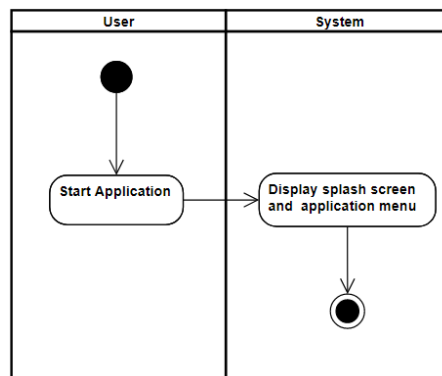 User
System
Start Application
Display splash screen
and application menu